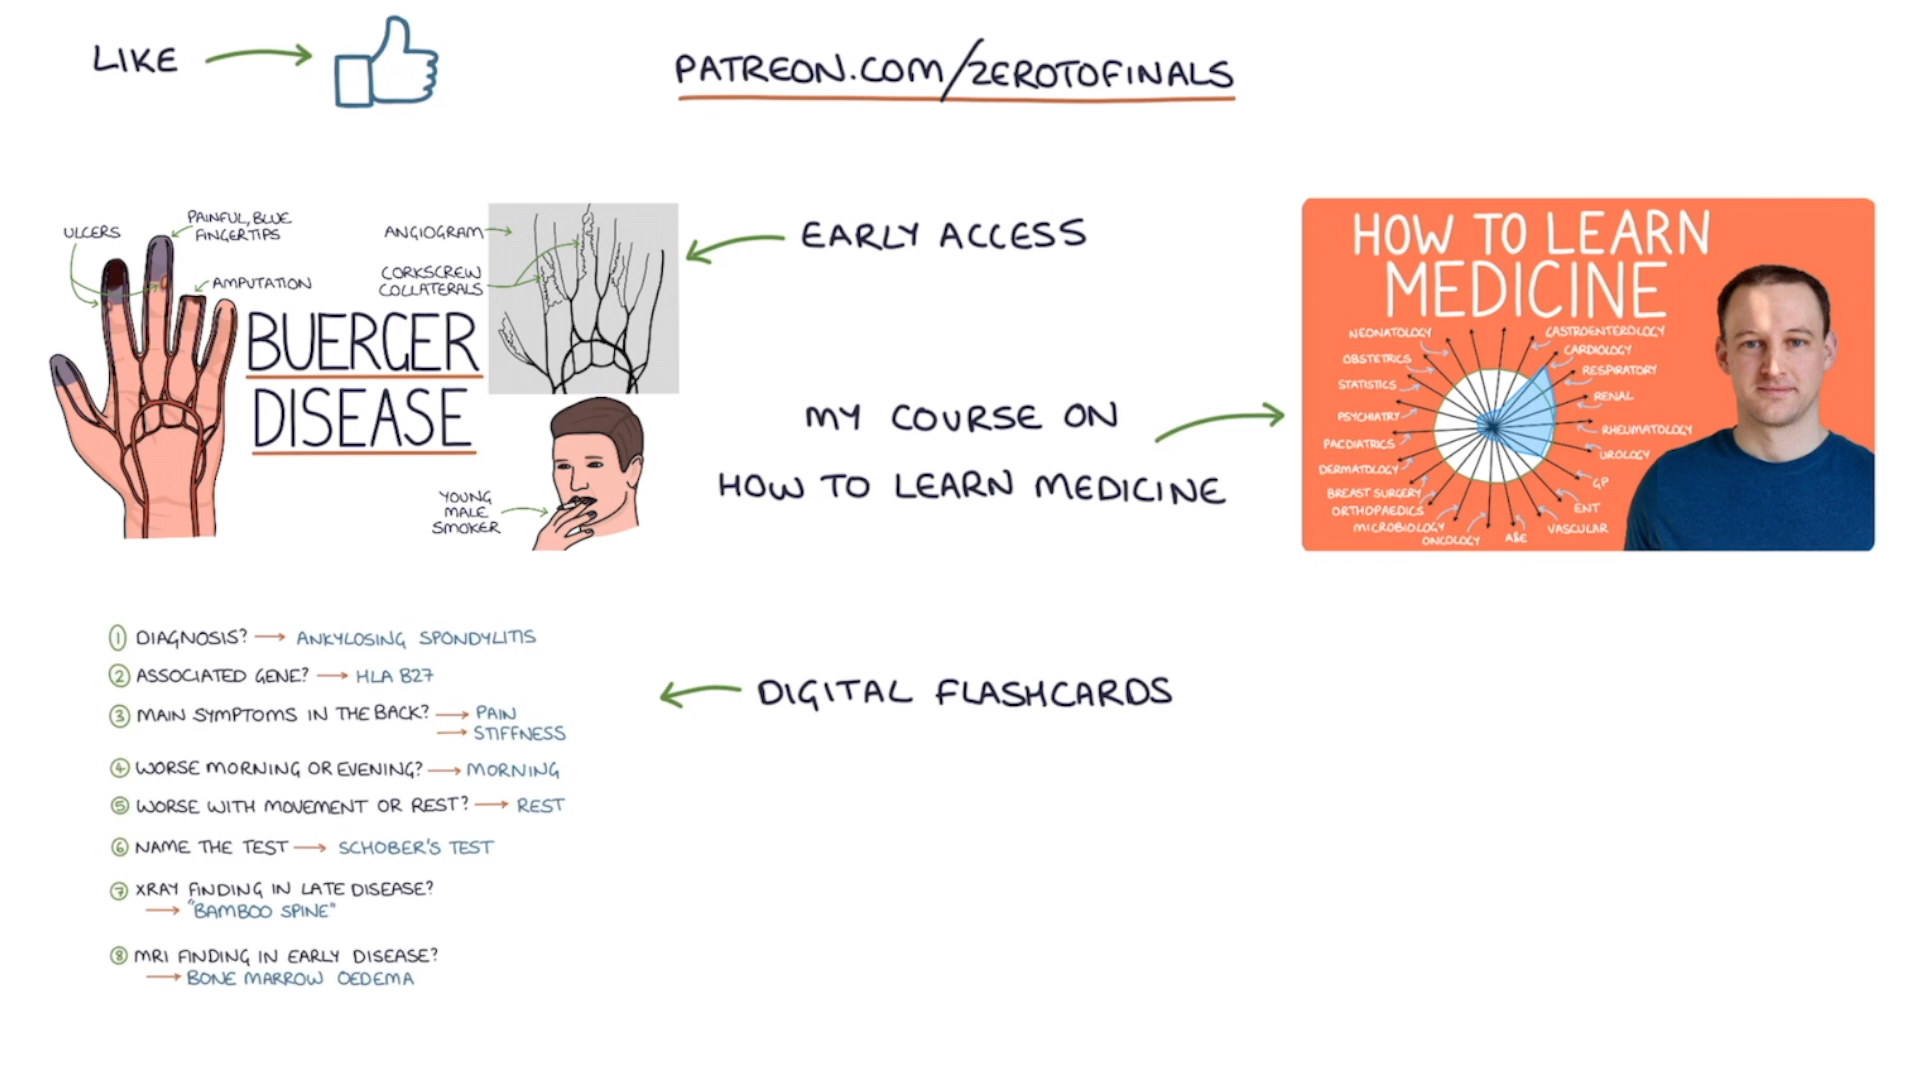 LIKE
PATREON.COM/ZEROTOFINALS
ULCERS
PAINFUL, BLUE
FINGERTIPS
AMPUTATION
BUERGER
DISEASE
ANGIOGRAM
CORKSCREW
COLLATERALS
YOUNG
MALE
SMOKER
EARLY ACCESS
MY COURSE ON
HOW TO LEARN MEDICINE
HOW TO LEARN
MEDICINE
NEONATOLOGY
OBSTETRICS
STATISTICS
PSYCHIATRY
PAEDIATRICS
DERMATOLOGY
BREAST SURGERY
ORTHOPAEDICS
MICROBIOLOGY
ONCOLOGY
A&E
VASCULAR
ENT
GP
UROLOGY
RHEUMATOLOGY
RENAL
RESPIRATORY
CARDIOLOGY
GASTROENTEROLOGY
① DIAGNOSIS? → ANKYLOSING SPONDYLITIS
② ASSOCIATED GENE? → HLA B27
③ MAIN SYMPTOMS IN THE BACK? → PAIN
→ STIFFNESS
④ WORSE MORNING OR EVENING? → MORNING
⑤ WORSE WITH MOVEMENT OR REST? → REST
⑥ NAME THE TEST → SCHOBER'S TEST
⑦ XRAY FINDING IN LATE DISEASE?
→ "BAMBOO SPINE"
⑧ MRI FINDING IN EARLY DISEASE?
→ BONE MARROW OEDEMA
DIGITAL FLASHCARDS